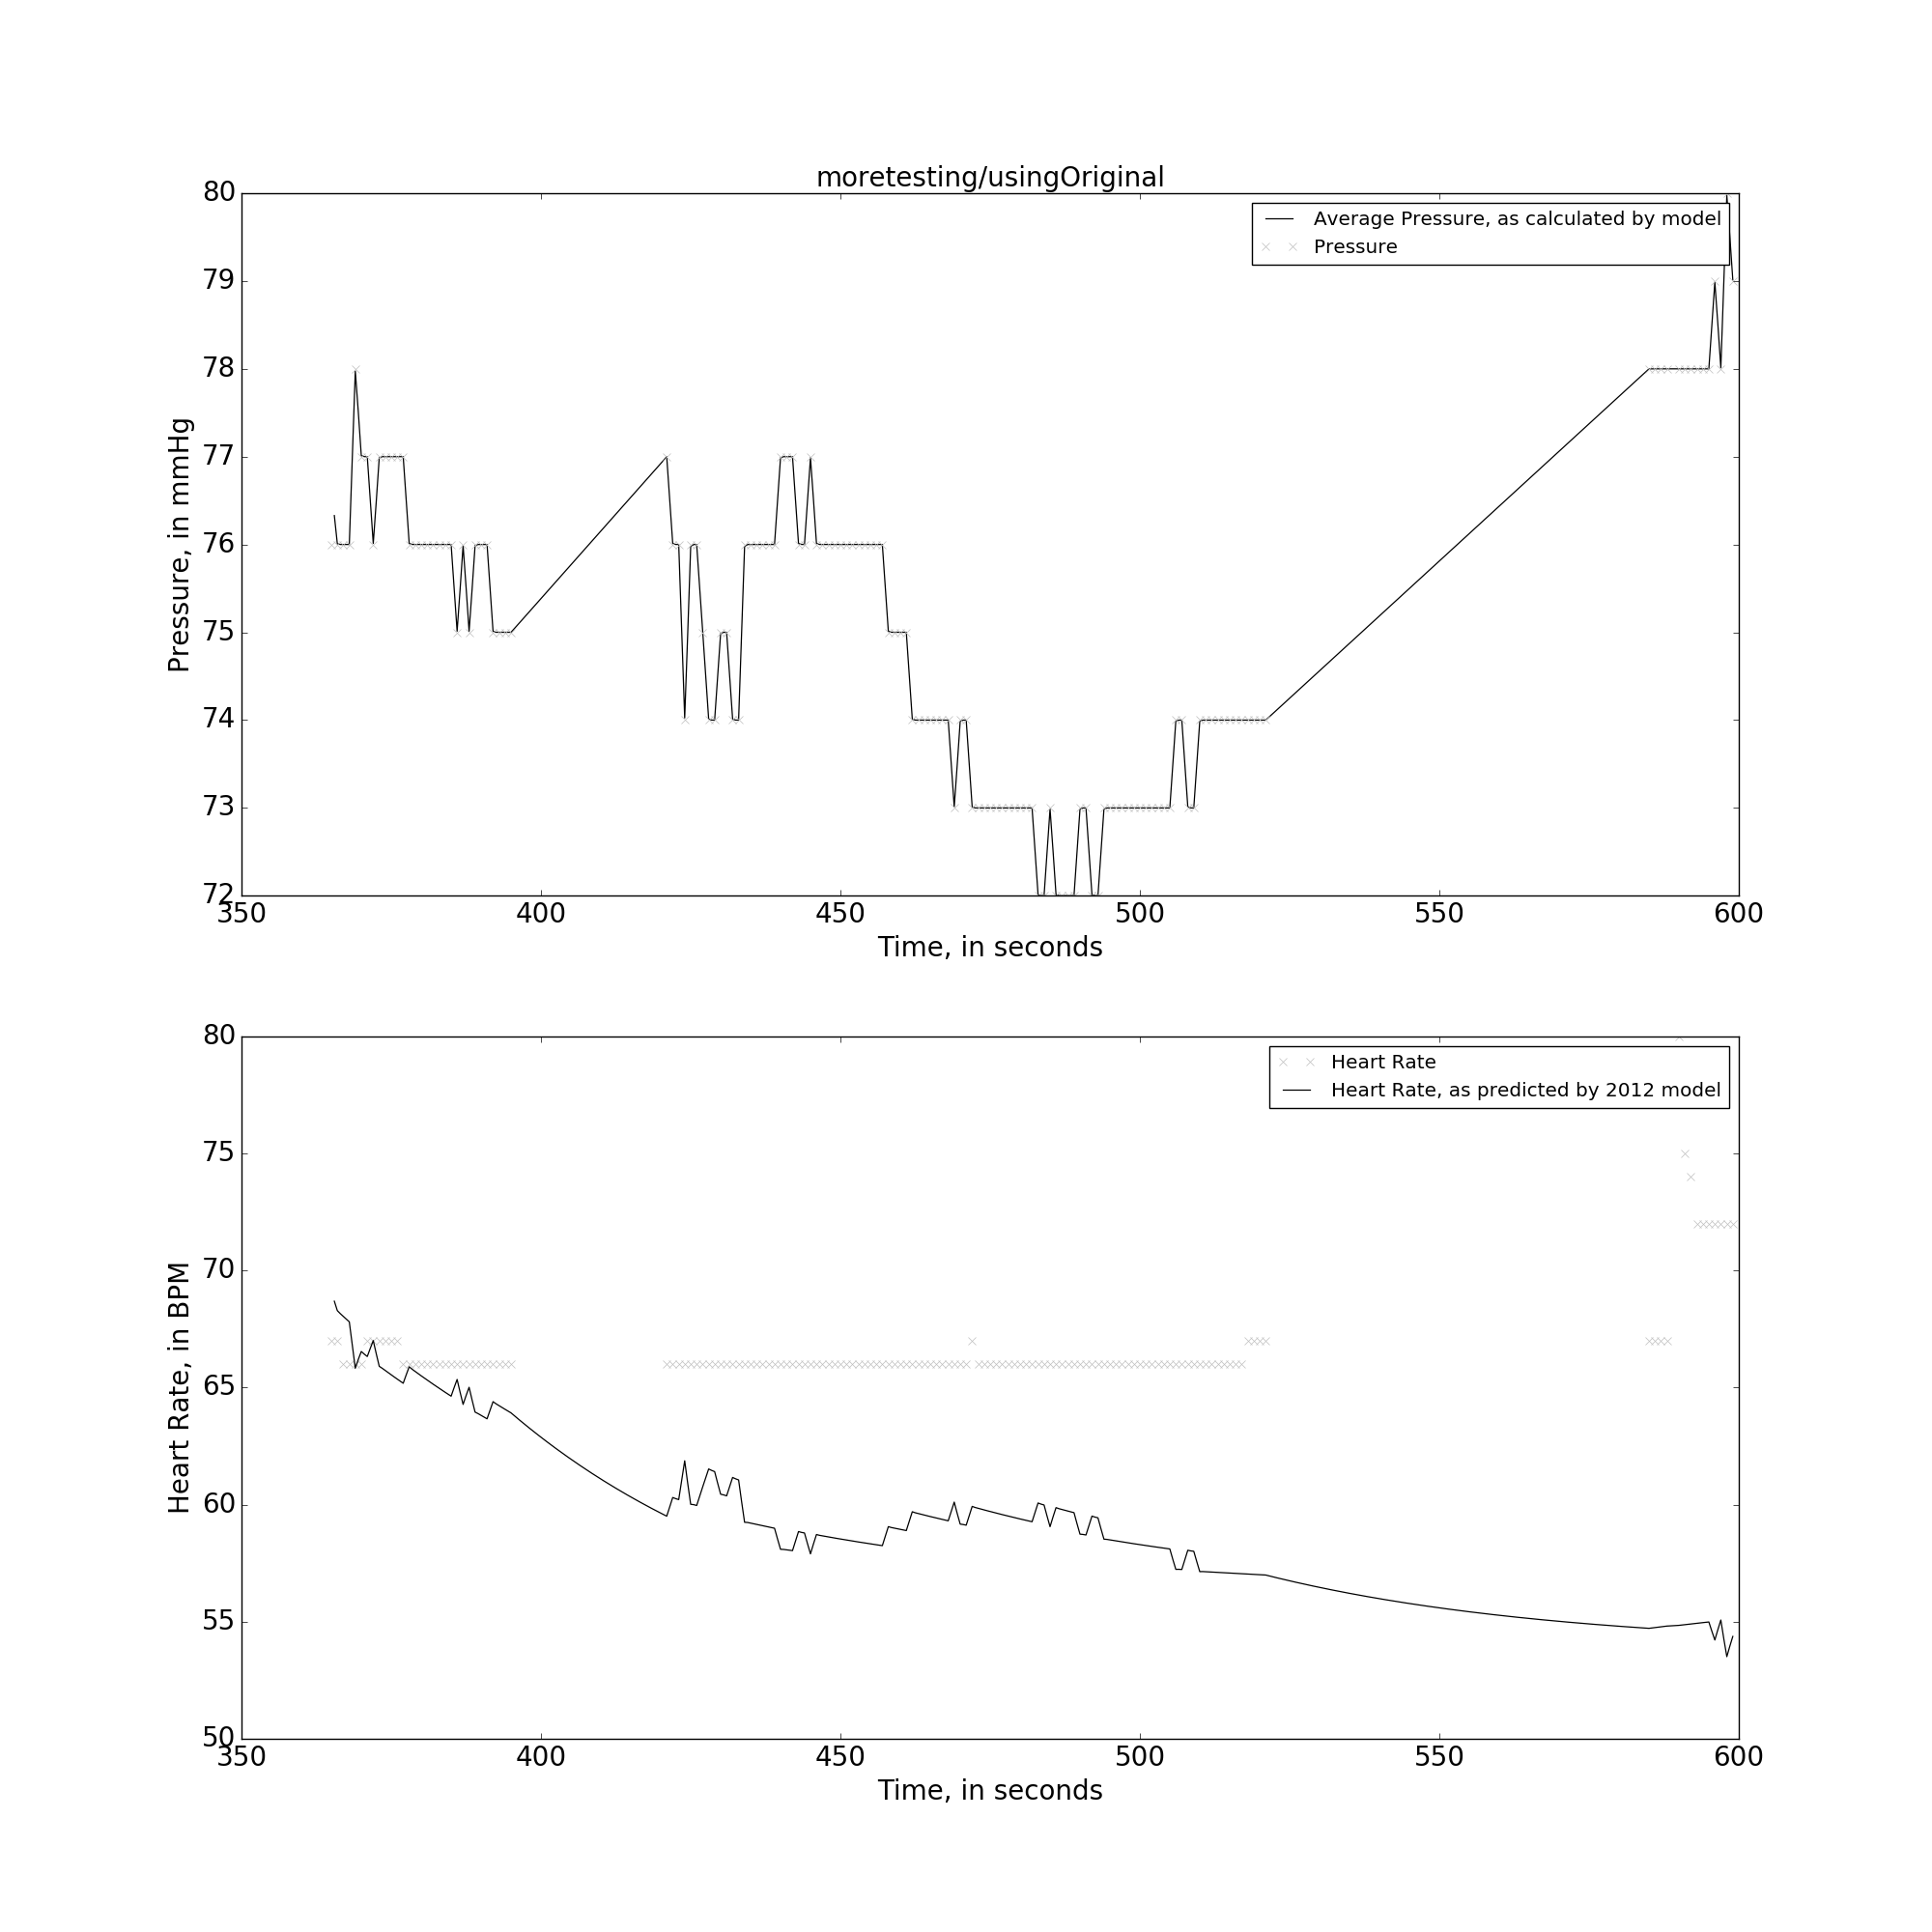 moretesting/usingOriginal
80
79
78
77
76
75
74
73
72
Pressure, in mmHg
Average Pressure, as calculated by model
Pressure
350 400 450 500 550 600
Time, in seconds
80
75
70
65
60
55
50
Heart Rate, in BPM
Heart Rate
Heart Rate, as predicted by 2012 model
350 400 450 500 550 600
Time, in seconds